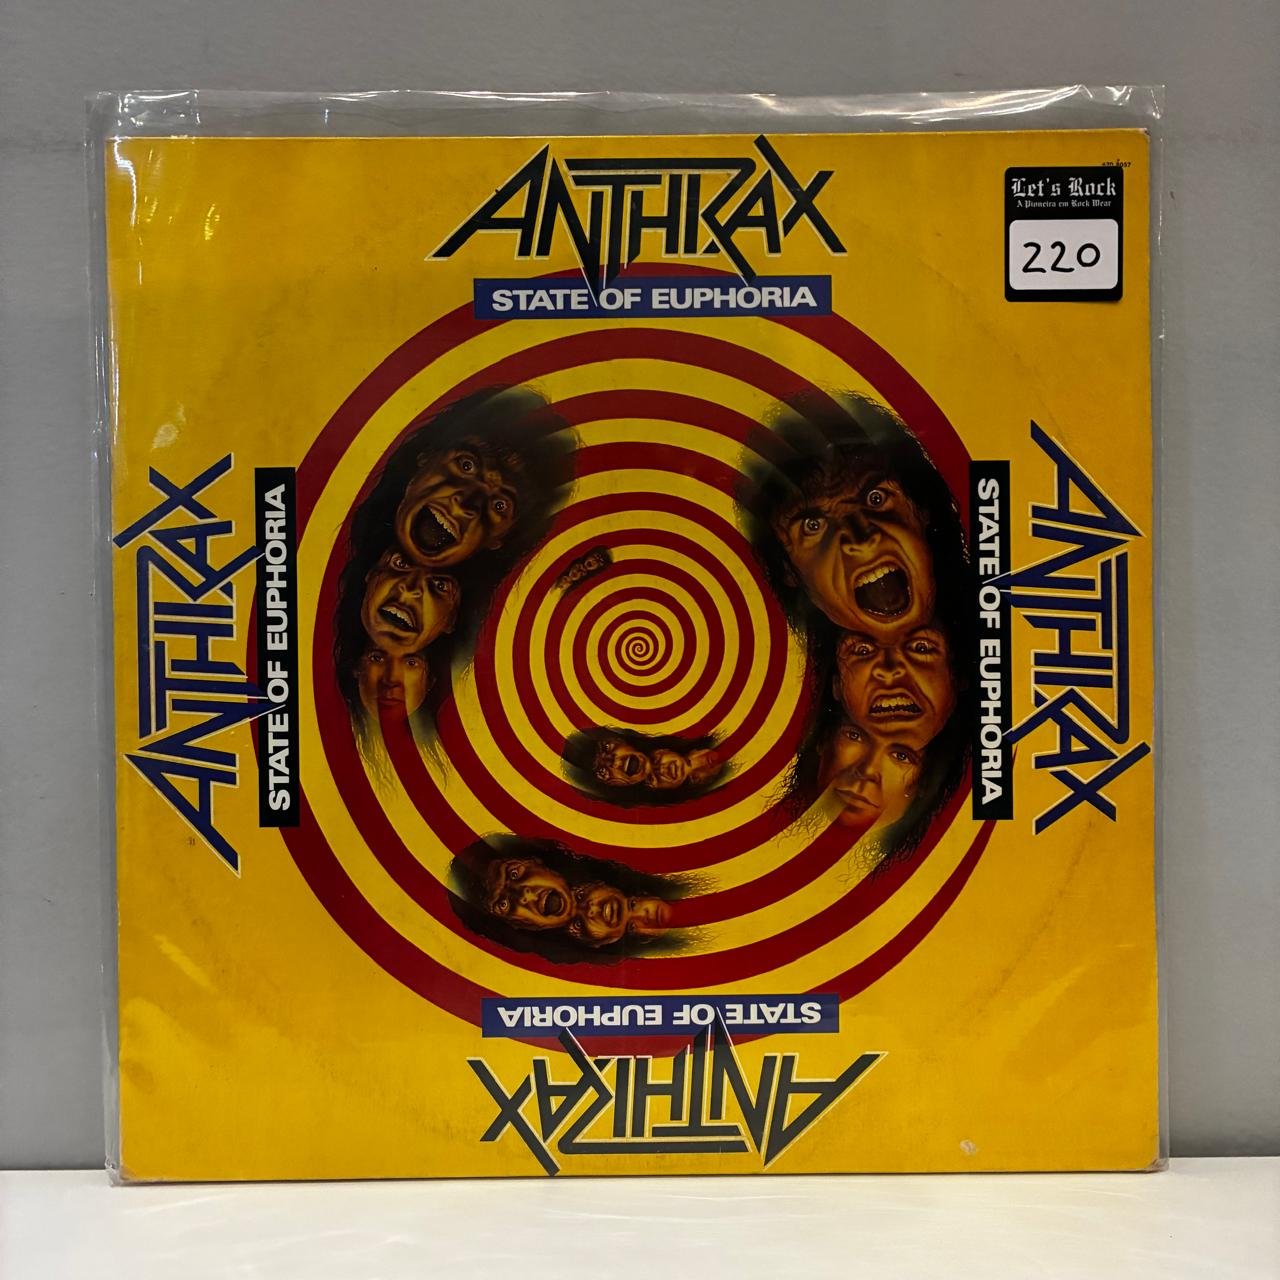 ANTHRAX
STATE OF EUPHORIA
Let's Rock
A Pioneira em Rock Wear
220
ANTHRAX
STATE OF EUPHORIA
STATE OF EUPHORIA
ANTHRAX
STATE OF EUPHORIA
ANTHRAX